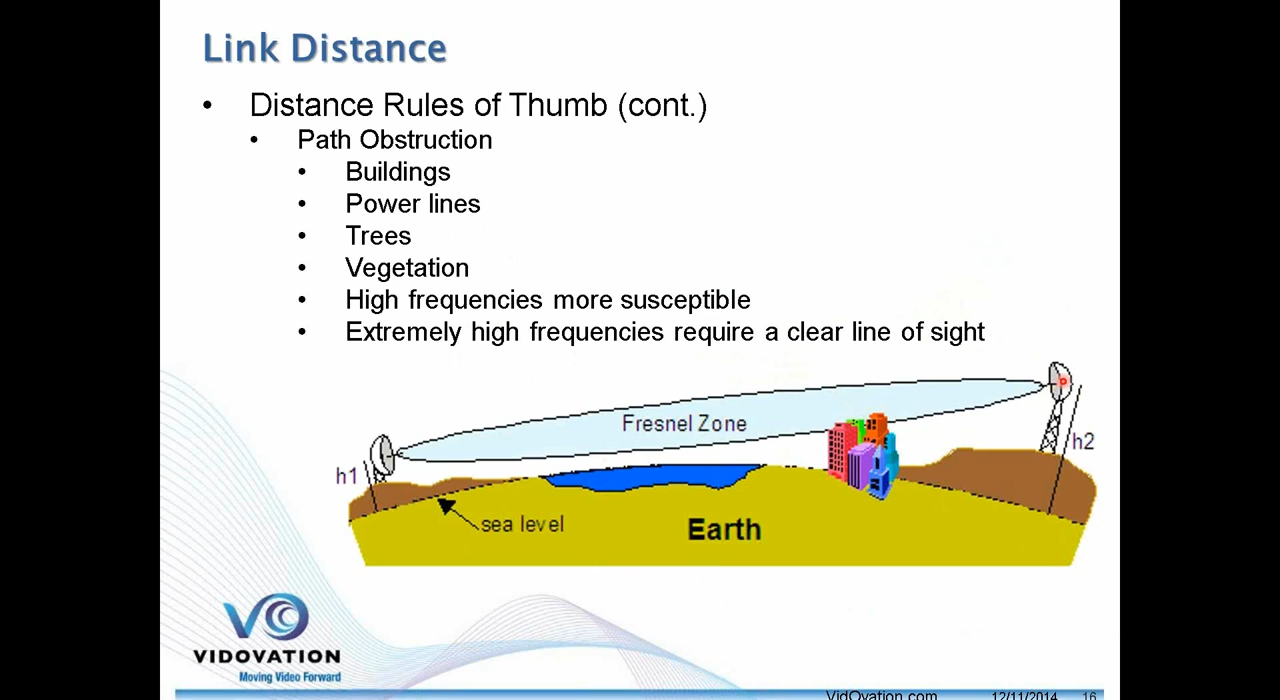 Link Distance
• Distance Rules of Thumb (cont.)
• Path Obstruction
• Buildings
• Power lines
• Trees
• Vegetation
• High frequencies more susceptible
• Extremely high frequencies require a clear line of sight
Fresnel Zone
h1
h2
sea level
Earth
VO
VIDOVATION
Moving Video Forward
VidOvation.com 12/11/2014 16